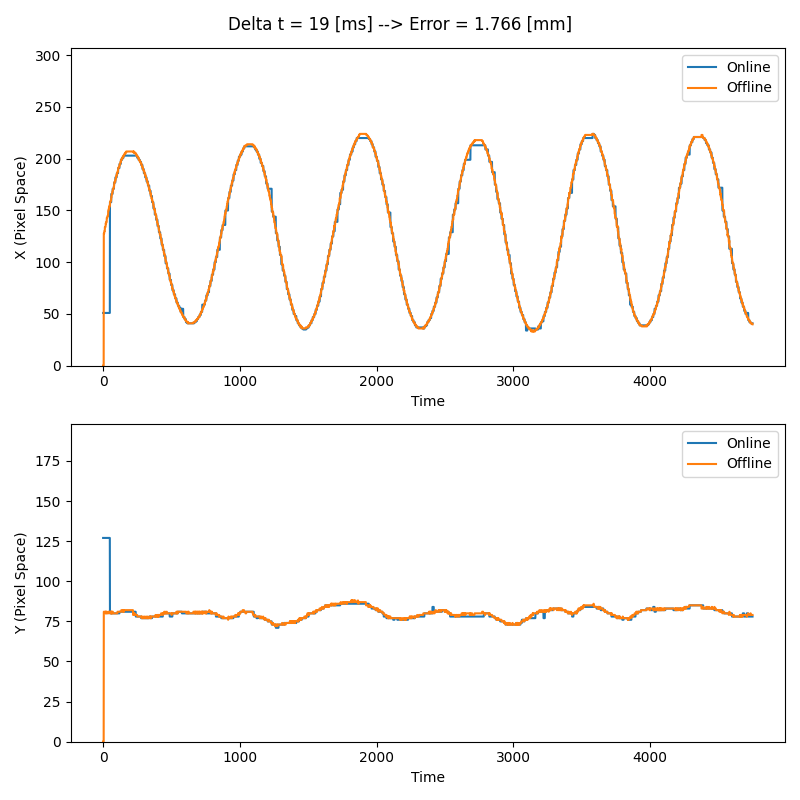 Delta t = 19 [ms] --> Error = 1.766 [mm]
300
250
200
150
100
50
0
X (Pixel Space)
Online
Offline
0 1000 2000 3000 4000
Time
175
150
125
100
75
50
25
0
Y (Pixel Space)
Online
Offline
0 1000 2000 3000 4000
Time